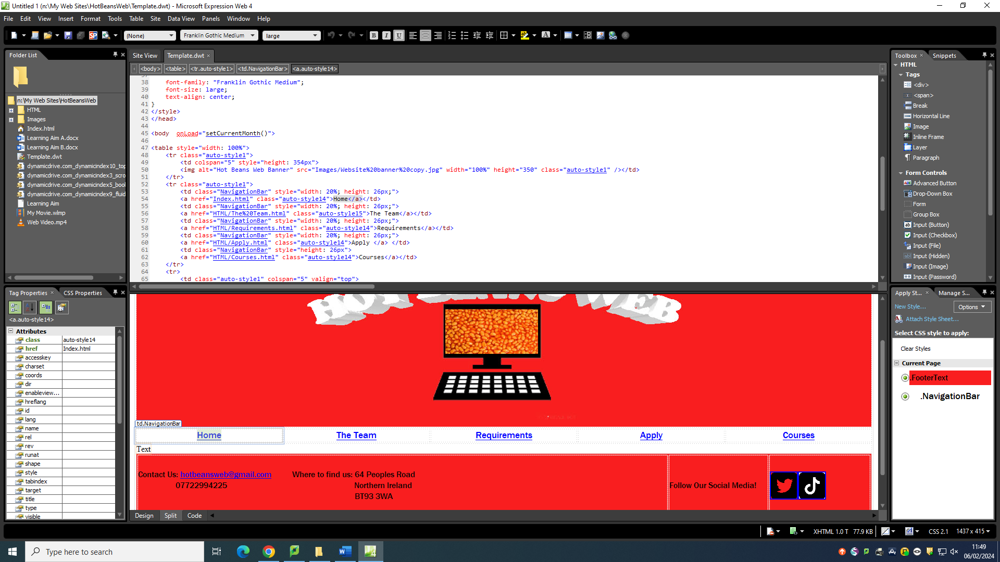 Untitled 1 (n:\My Web Sites\HotBeansWeb\Template.dwt) - Microsoft Expression Web 4
File Edit View Insert Format Tools Table Site Data View Panels Window Help
(None) Franklin Gothic Medium large
Folder List
n:\My Web Sites\HotBeansWeb
HTML
Images
Index.html
Learning Aim A.docx
Learning Aim B.docx
Template.dwt
dynamicdrive.com_dynamicindex10_top
dynamicdrive.com_dynamicindex3_scro
dynamicdrive.com_dynamicindex5_bool
dynamicdrive.com_dynamicindex9_fluid
Learning Aim
My Movie.wlmp
Web Video.mp4
Site View Template.dwt
<body> <table> <tr.auto-style1> <td.NavigationBar> <a.auto-style14>
37
38 font-family: "Franklin Gothic Medium";
39 font-size: large;
40 text-align: center;
41 }
42 </style>
43 </head>
44
45 <body onLoad="setCurrentMonth()">
46
47 <table style="width: 100%">
48 <tr class="auto-style1">
49 <td colspan="5" style="height: 354px">
50 <img alt="Hot Beans Web Banner" src="Images/Website%20banner%20copy.jpg" width="100%" height="350" class="auto-style1" /></td>
51 </tr>
52 <tr class="auto-style1">
53 <td class="NavigationBar" style="width: 20%; height: 26px;">
54 <a href="Index.html" class="auto-style14">Home</a></td>
55 <td class="NavigationBar" style="width: 20%; height: 26px;">
56 <a href="HTML/The%20Team.html" class="auto-style15">The Team</a></td>
57 <td class="NavigationBar" style="width: 20%; height: 26px;">
58 <a href="HTML/Requirements.html" class="auto-style14">Requirements</a></td>
59 <td class="NavigationBar" style="width: 20%; height: 26px;">
60 <a href="HTML/Apply.html" class="auto-style14">Apply </a> </td>
61 <td class="NavigationBar" style="height: 26px">
62 <a href="HTML/Courses.html" class="auto-style14">Courses</a></td>
63 </tr>
64 <tr>
65 <td class="auto-style1" colspan="5" valign="top">
HOT BEANS WEB
td.NavigationBar
Home The Team Requirements Apply Courses
Text
Contact Us: hotbeansweb@gmail.com
07722994225
Where to find us: 64 Peoples Road
Northern Ireland
BT93 3WA
Follow Our Social Media!
Design Split Code
Toolbox Snippets
HTML
Tags
<div>
<span>
Break
Horizontal Line
Image
Inline Frame
Layer
Paragraph
Form Controls
Advanced Button
Drop-Down Box
Form
Group Box
Input (Button)
Input (Checkbox)
Input (File)
Input (Hidden)
Input (Image)
Input (Password)
Tag Properties CSS Properties
<a.auto-style14>
Attributes
class auto-style14
href Index.html
accesskey
charset
coords
dir
enableview...
hreflang
id
lang
name
rel
rev
runat
shape
style
tabindex
target
title
type
visible
Apply St... Manage S...
New Style... Options
Attach Style Sheet...
Select CSS style to apply:
Clear Styles
Current Page
.FooterText
.NavigationBar
XHTML 1.0 T 77.9 KB CSS 2.1 1437 x 415
Type here to search
11:49
06/02/2024